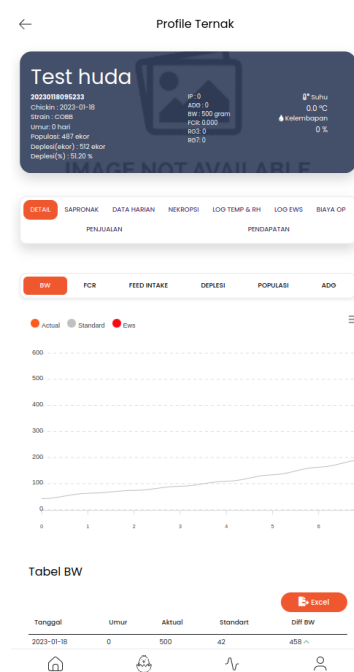 Profile Ternak
Test huda
20230118095233
Chickin : 2023-01-18
Strain : COBB
Umur: 0 hari
Populasi: 487 ekor
Deplesi(ekor) : 512 ekor
Deplesi(%) : 51.20 %
IP : 0
ADG : 0
BW : 500 gram
FCR: 0.000
RG3: 0
RG7: 0
Suhu
0.0 °C
Kelembapan
0 %
IMAGE NOT AVAILABLE
DETAIL SAPRONAK DATA HARIAN NEKROPSI LOG TEMP & RH LOG EWS BIAYA OP
PENJUALAN PENDAPATAN
BW FCR FEED INTAKE DEPLESI POPULASI ADG
Actual Standard Ews
600
500
400
300
200
100
0
0 1 2 3 4 5 6
Tabel BW
Excel
Tanggal Umur Aktual Standart Diff BW
2023-01-18 0 500 42 458